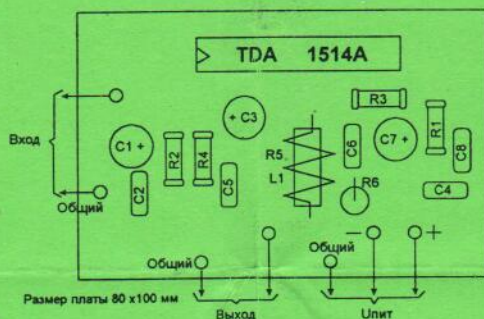 TDA 1514A
R3
+ C3
R1
Вход
C1 +
R2
R4
R5
C6
C7 +
C8
L1
R6
C2
C5
C4
Общий
Общий
− +
Общий
Размер платы 80 x100 мм
Выход
Uпит